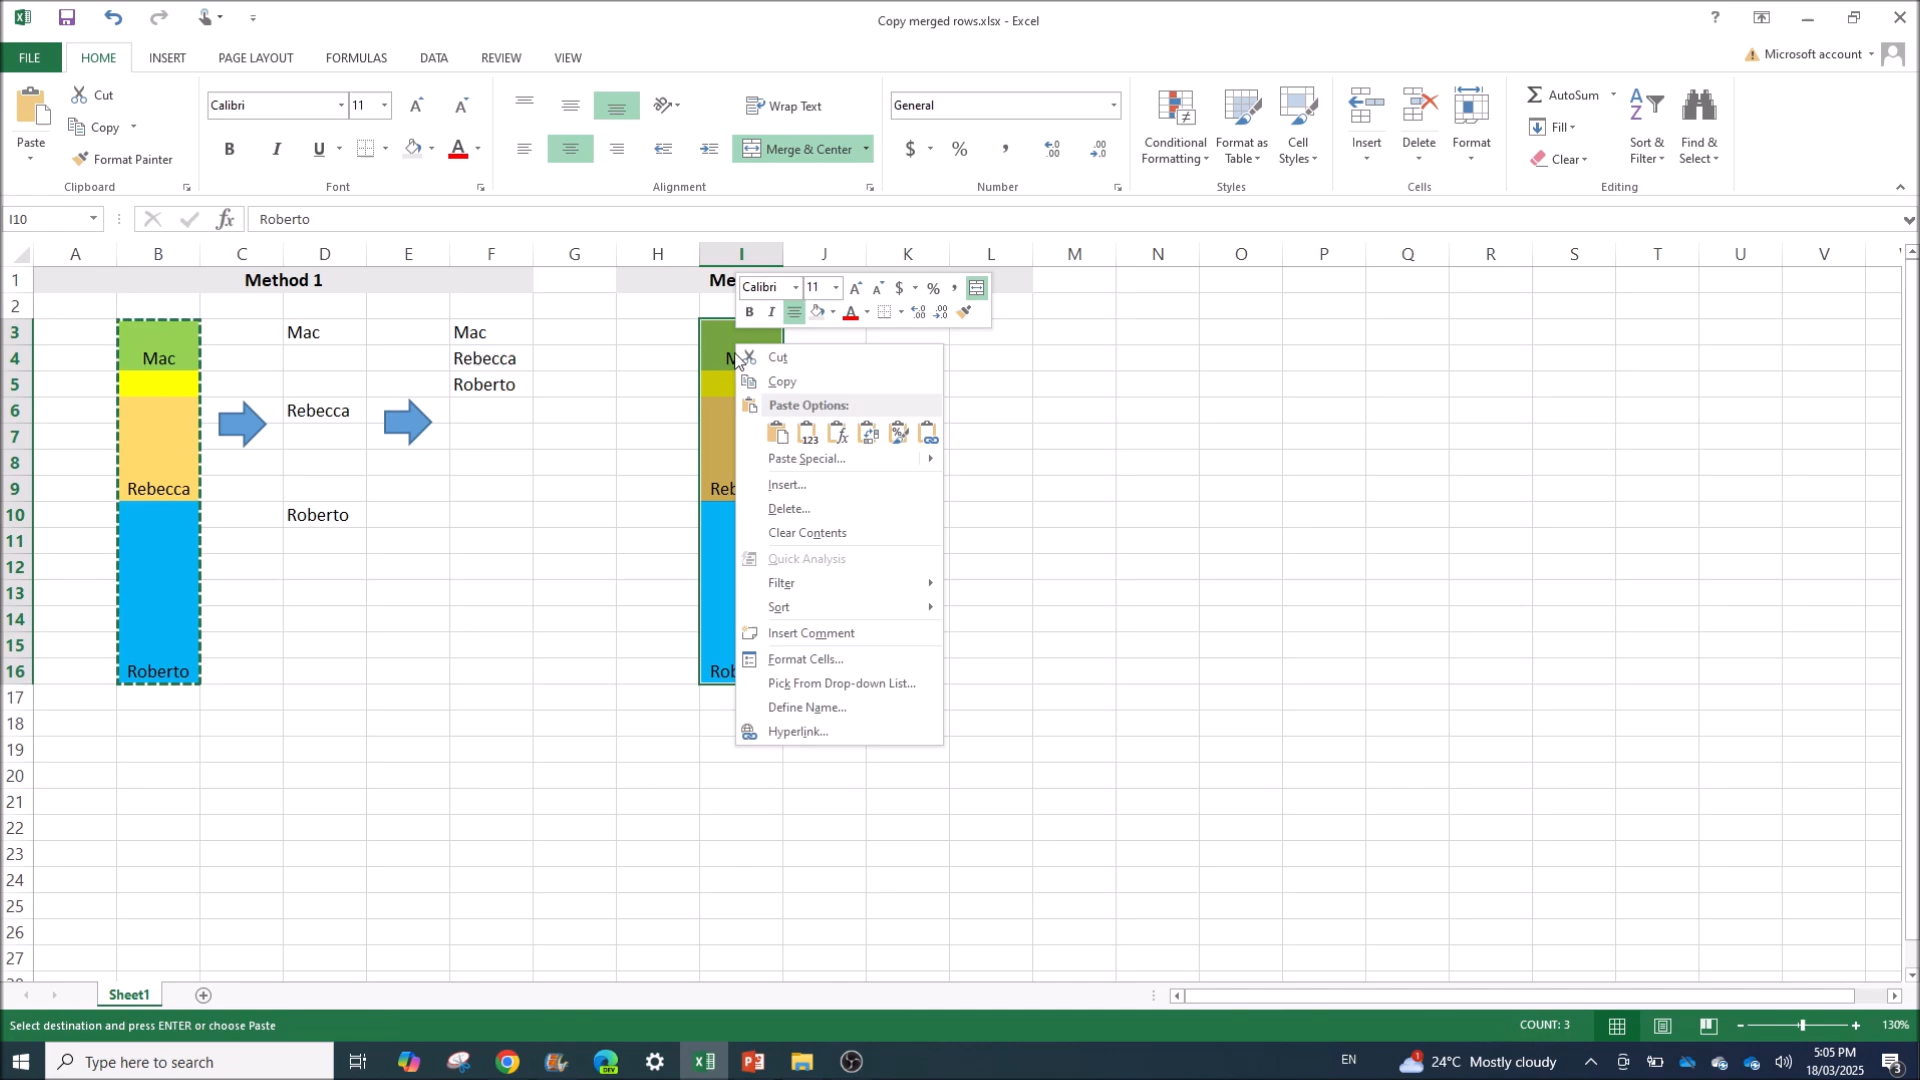 Copy merged rows.xlsx - Excel
?
FILE HOME INSERT PAGE LAYOUT FORMULAS DATA REVIEW VIEW
Microsoft account
Paste
Cut
Copy
Format Painter
Clipboard
Calibri 11
B I U A
Font
Wrap Text
Merge & Center
Alignment
General
$ % ,
Number
Conditional Formatting
Format as Table
Cell Styles
Styles
Insert
Delete
Format
Cells
AutoSum
Fill
Clear
Sort & Filter
Find & Select
Editing
I10
fx
Roberto
A B C D E F G H I J K L M N O P Q R S T U V
1 Method 1 Me
2
3 Mac Mac
4 Mac Rebecca
5 Roberto
6 Rebecca
7
8
9 Rebecca Reb
10 Roberto
11
12
13
14
15
16 Roberto Rob
17
18
19
20
21
22
23
24
25
26
27
Calibri 11 $ % ,
B I A
Cut
Copy
Paste Options:
Paste Special...
Insert...
Delete...
Clear Contents
Quick Analysis
Filter
Sort
Insert Comment
Format Cells...
Pick From Drop-down List...
Define Name...
Hyperlink...
Sheet1
Select destination and press ENTER or choose Paste
COUNT: 3
130%
Type here to search
EN
24°C Mostly cloudy
5:05 PM
18/03/2025
3